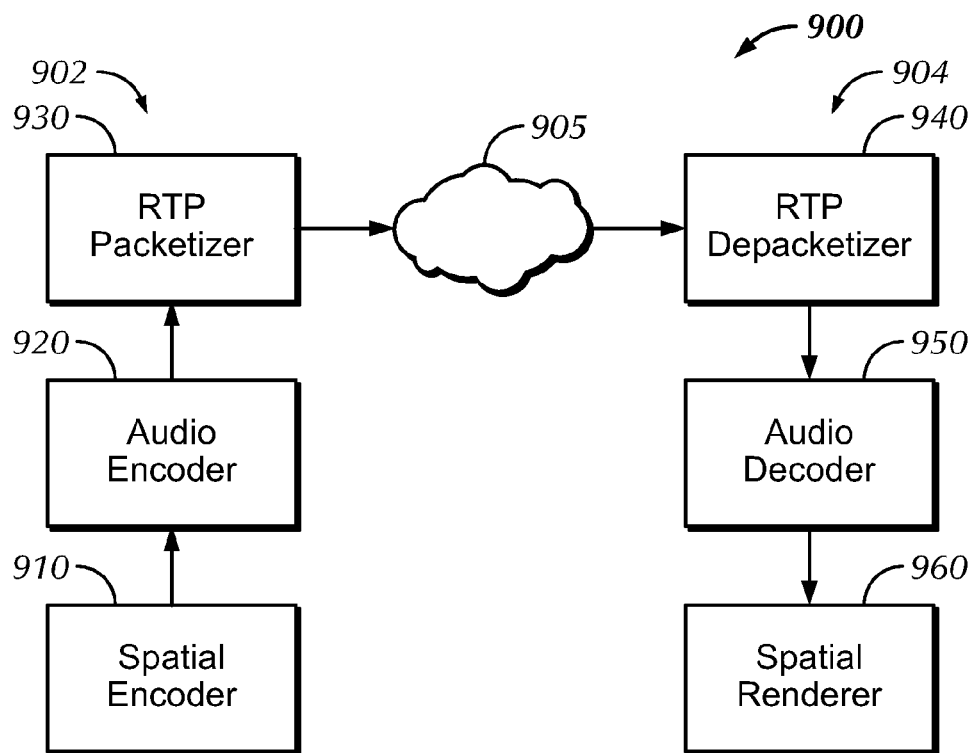 900
902
904
930
905
940
RTP
Packetizer
RTP
Depacketizer
920
950
Audio
Encoder
Audio
Decoder
910
960
Spatial
Encoder
Spatial
Renderer